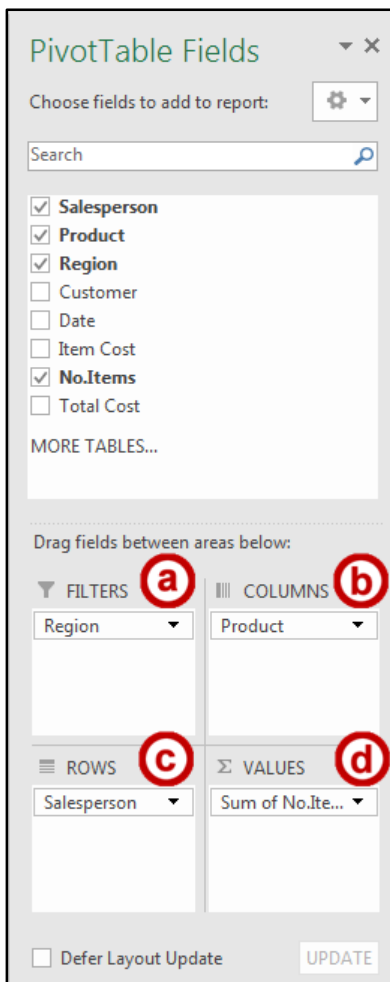 PivotTable Fields
Choose fields to add to report:
Search
Salesperson
Product
Region
Customer
Date
Item Cost
No.Items
Total Cost
MORE TABLES...
Drag fields between areas below:
FILTERS a
COLUMNS b
Region
Product
ROWS c
Σ VALUES d
Salesperson
Sum of No.Ite...
Defer Layout Update
UPDATE